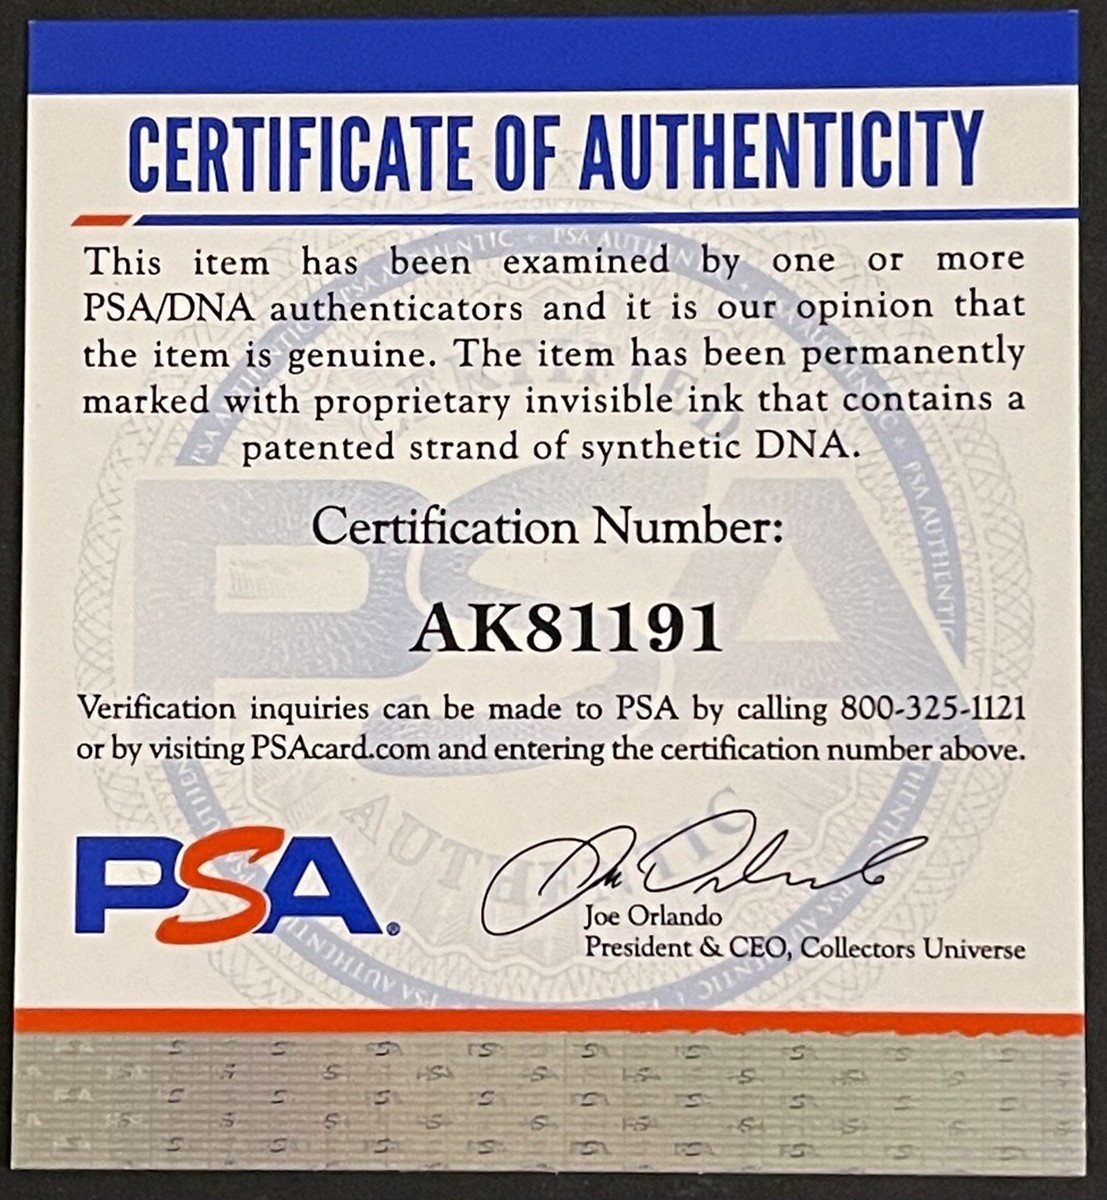 CERTIFICATE OF AUTHENTICITY
This item has been examined by one or more
PSA/DNA authenticators and it is our opinion that
the item is genuine. The item has been permanently
marked with proprietary invisible ink that contains a
patented strand of synthetic DNA.
Certification Number:
AK81191
Verification inquiries can be made to PSA by calling 800-325-1121
or by visiting PSAcard.com and entering the certification number above.
PSA®
Joe Orlando
President & CEO, Collectors Universe